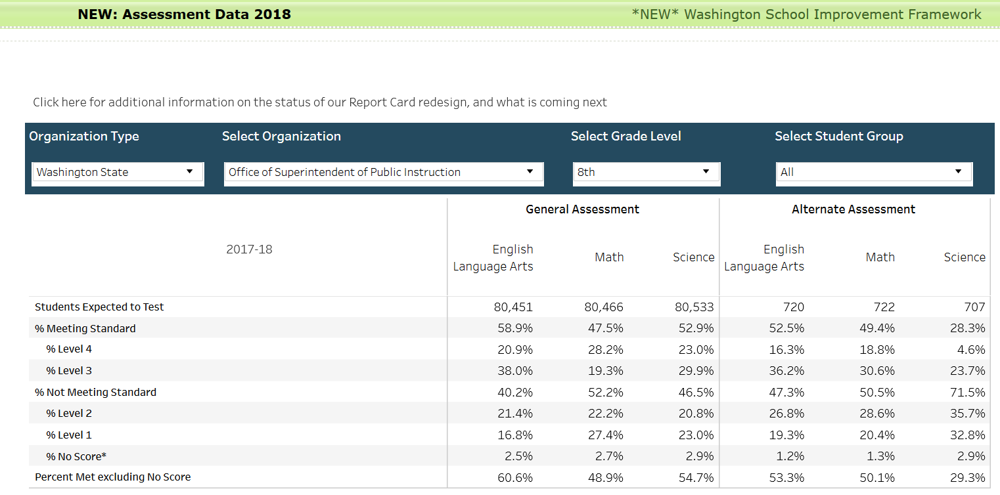 NEW: Assessment Data 2018 *NEW* Washington School Improvement Framework
Click here for additional information on the status of our Report Card redesign, and what is coming next
Organization Type Select Organization Select Grade Level Select Student Group
Washington State Office of Superintendent of Public Instruction 8th All
General Assessment Alternate Assessment
2017-18 English Language Arts Math Science English Language Arts Math Science
Students Expected to Test 80,451 80,466 80,533 720 722 707
% Meeting Standard 58.9% 47.5% 52.9% 52.5% 49.4% 28.3%
% Level 4 20.9% 28.2% 23.0% 16.3% 18.8% 4.6%
% Level 3 38.0% 19.3% 29.9% 36.2% 30.6% 23.7%
% Not Meeting Standard 40.2% 52.2% 46.5% 47.3% 50.5% 71.5%
% Level 2 21.4% 22.2% 20.8% 26.8% 28.6% 35.7%
% Level 1 16.8% 27.4% 23.0% 19.3% 20.4% 32.8%
% No Score* 2.5% 2.7% 2.9% 1.2% 1.3% 2.9%
Percent Met excluding No Score 60.6% 48.9% 54.7% 53.3% 50.1% 29.3%